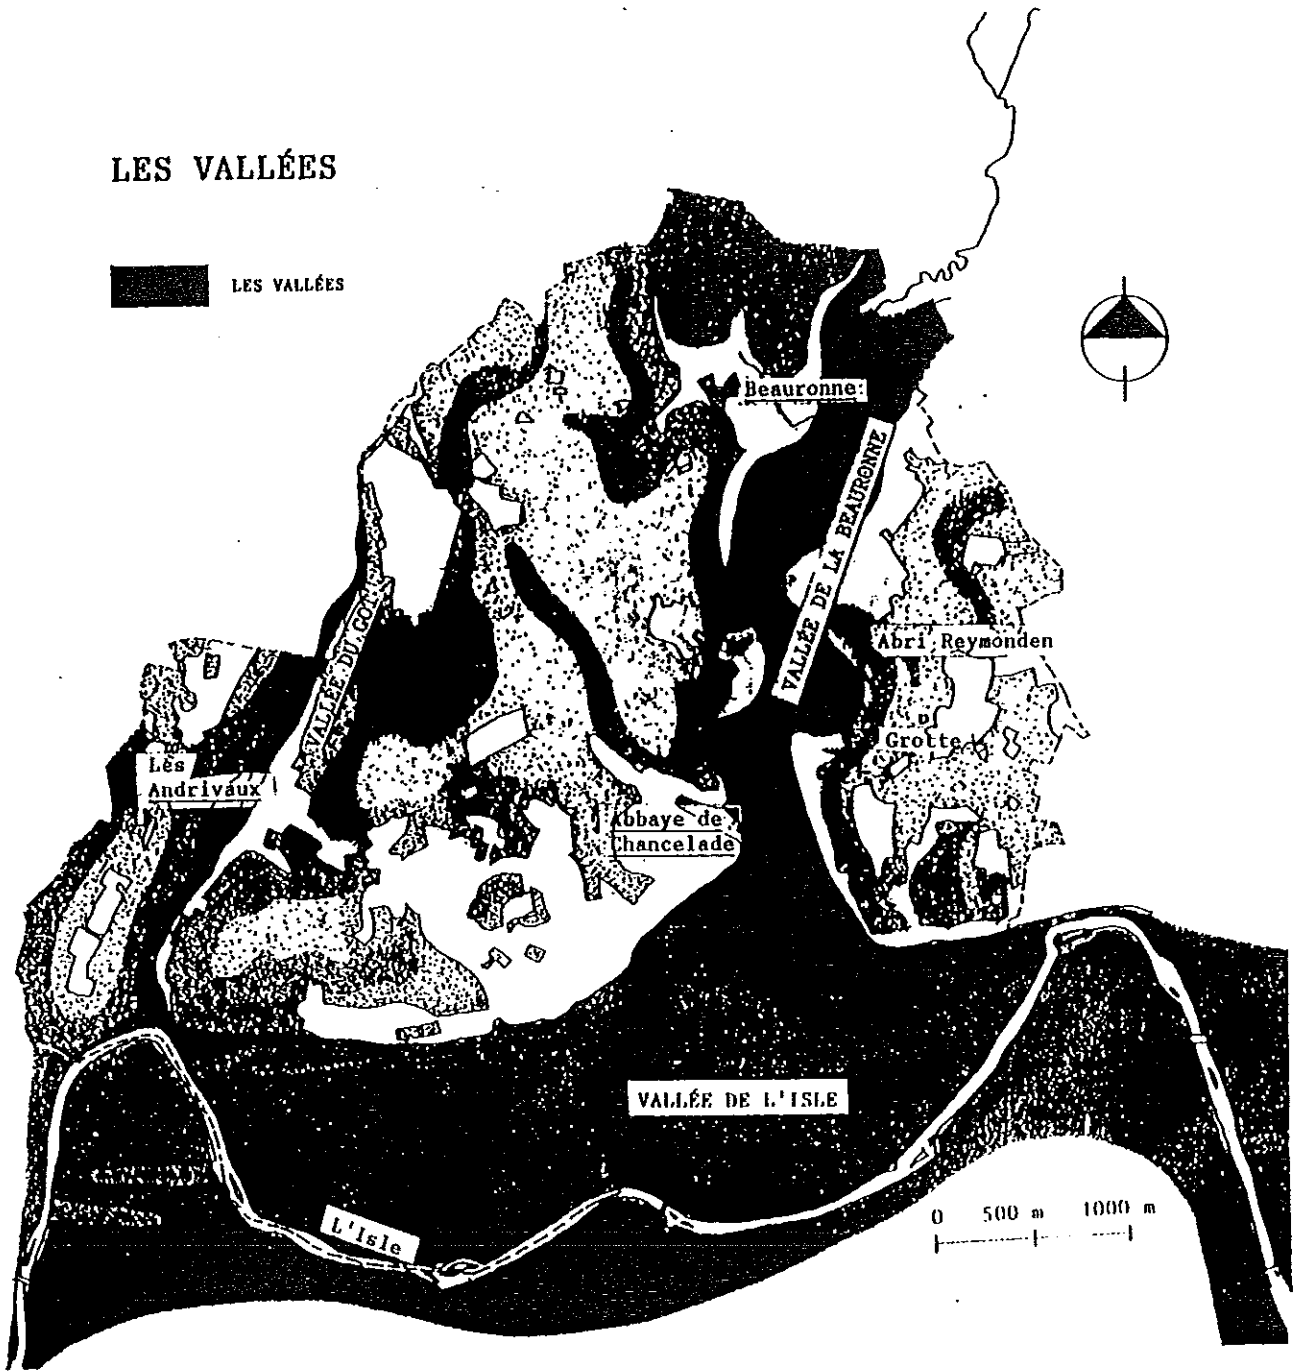 LES VALLÉES
LES VALLÉES
Beauronne:
VALLÉE DE LA BEAURONNE
Abri Reymonden
VALLÉE DU
Grotte
Les
Andrivaux
Abbaye de
Chancelade
VALLÉE DE L'ISLE
L'Isle
0 500 m 1000 m